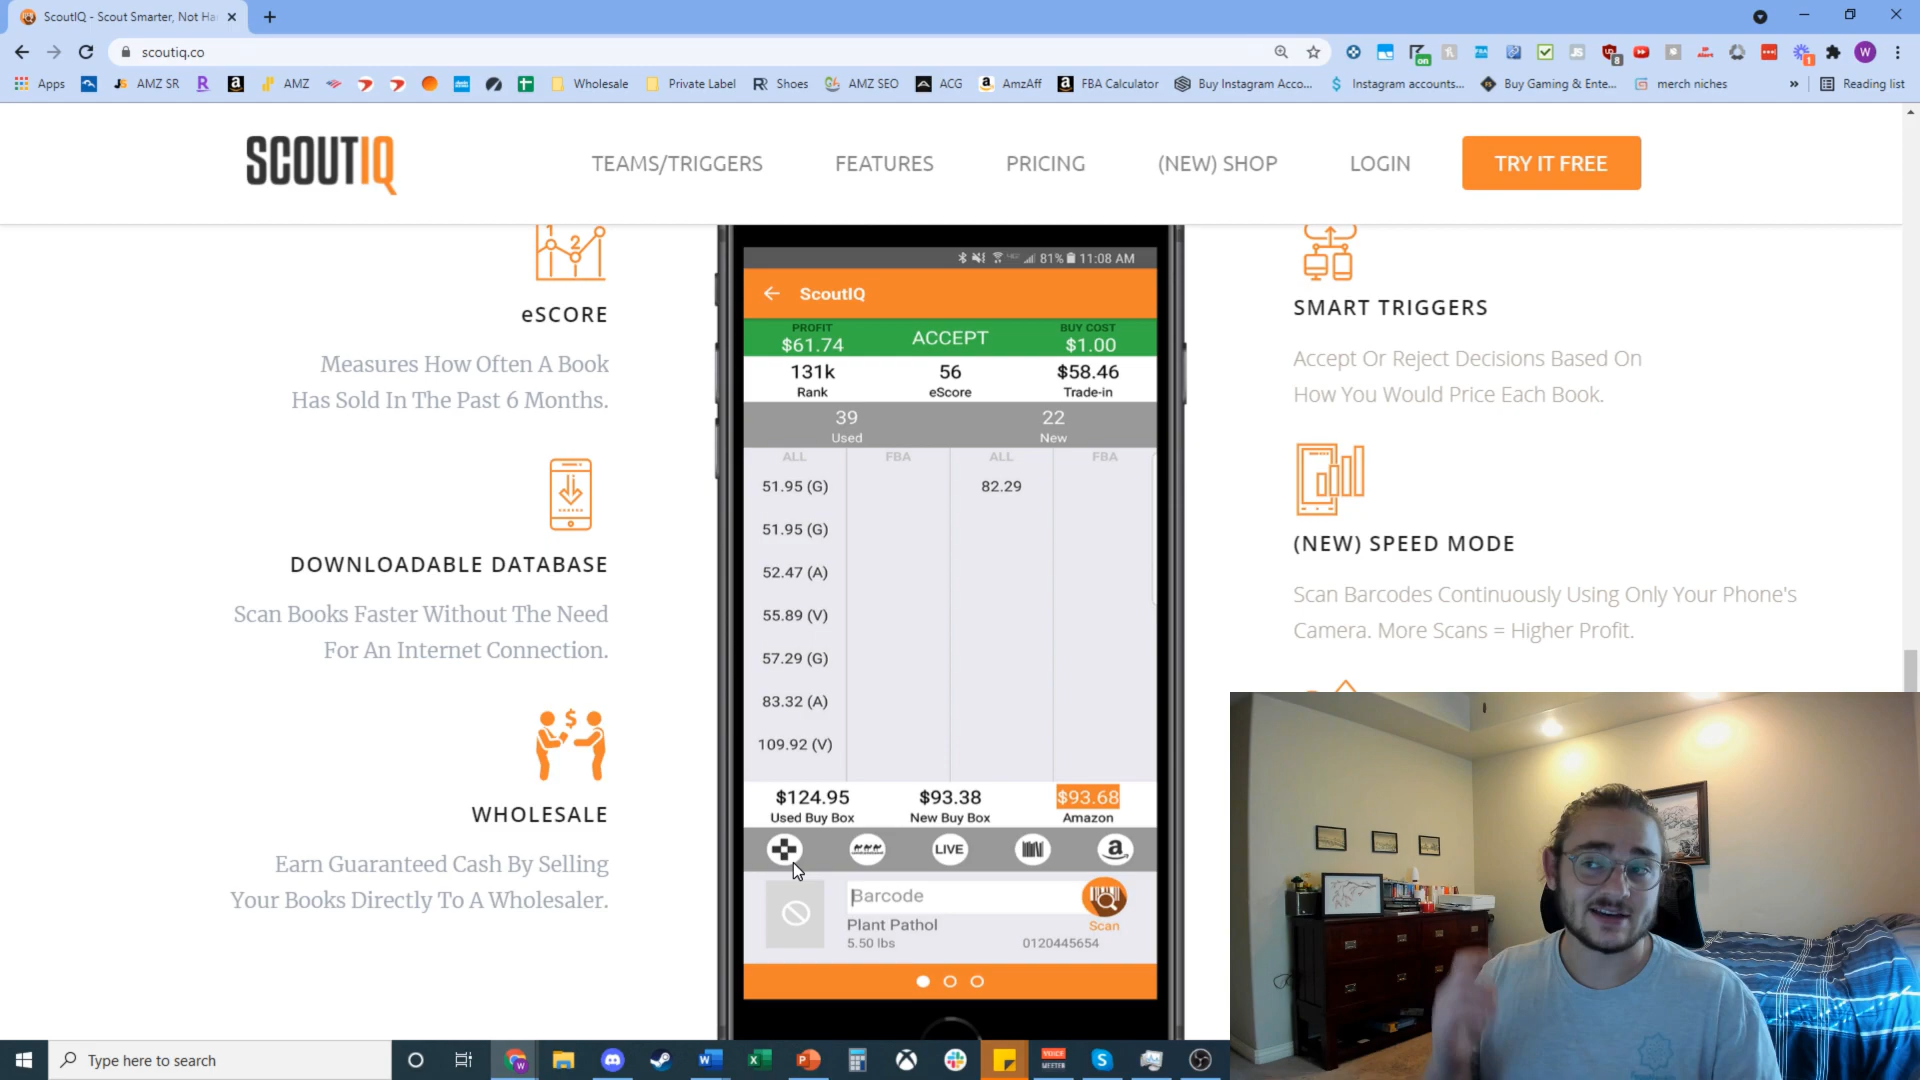 ScoutIQ - Scout Smarter, Not Ha
scoutiq.co
Apps
AMZ SR
AMZ
Wholesale
Private Label
Shoes
AMZ SEO
ACG
AmzAff
FBA Calculator
Buy Instagram Acco...
Instagram accounts...
Buy Gaming & Ente...
merch niches
»
Reading list
SCOUTIQ
TEAMS/TRIGGERS
FEATURES
PRICING
(NEW) SHOP
LOGIN
TRY IT FREE
eSCORE
Measures How Often A Book
Has Sold In The Past 6 Months.
DOWNLOADABLE DATABASE
Scan Books Faster Without The Need
For An Internet Connection.
WHOLESALE
Earn Guaranteed Cash By Selling
Your Books Directly To A Wholesaler.
81% 11:08 AM
ScoutIQ
PROFIT
$61.74
ACCEPT
BUY COST
$1.00
131k
Rank
56
eScore
$58.46
Trade-in
39
Used
22
New
ALL
FBA
ALL
FBA
51.95 (G)
82.29
51.95 (G)
52.47 (A)
55.89 (V)
57.29 (G)
83.32 (A)
109.92 (V)
$124.95
Used Buy Box
$93.38
New Buy Box
$93.68
Amazon
LIVE
Barcode
Scan
Plant Pathol
5.50 lbs
0120445654
SMART TRIGGERS
Accept Or Reject Decisions Based On
How You Would Price Each Book.
(NEW) SPEED MODE
Scan Barcodes Continuously Using Only Your Phone's
Camera. More Scans = Higher Profit.
Type here to search